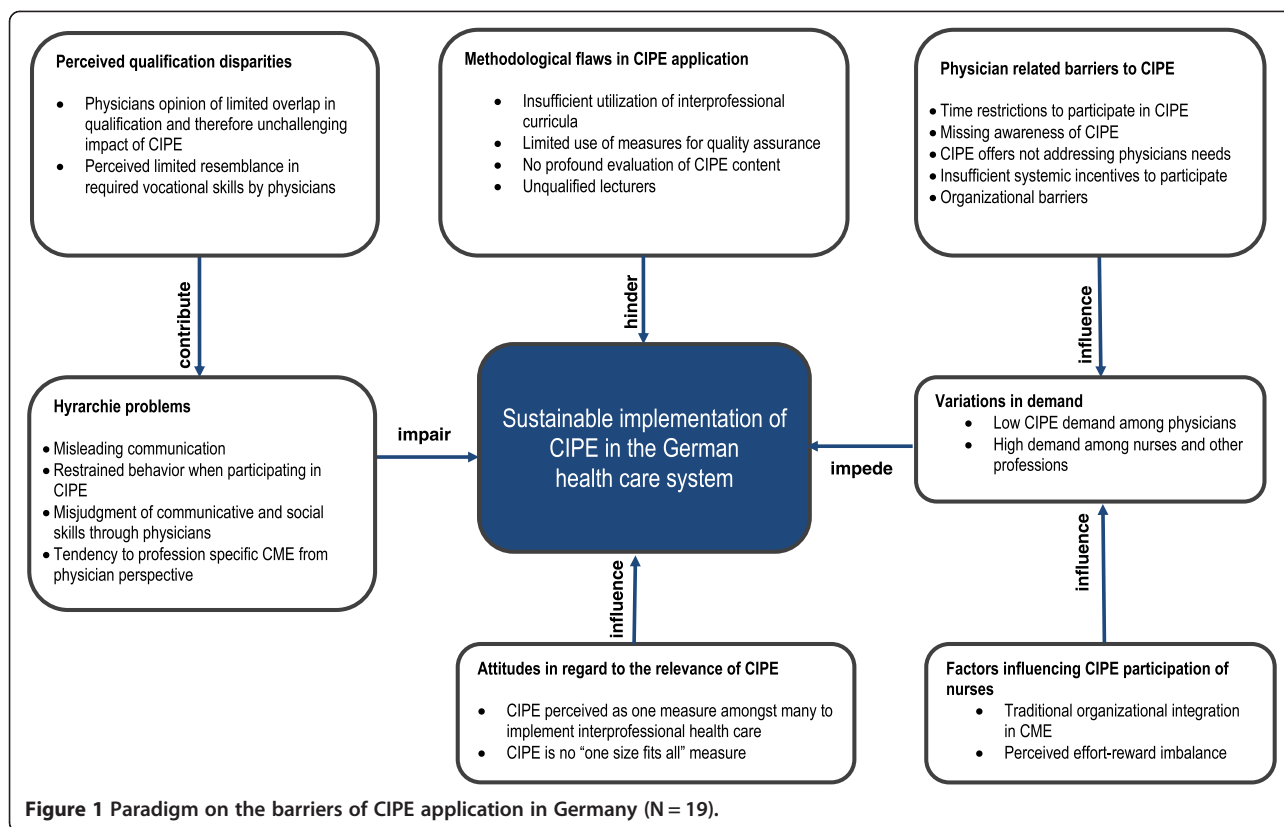 Perceived qualification disparities
• Physicians opinion of limited overlap in
qualification and therefore unchallenging
impact of CIPE
• Perceived limited resemblance in
required vocational skills by physicians
Methodological flaws in CIPE application
• Insufficient utilization of interprofessional
curricula
• Limited use of measures for quality assurance
• No profound evaluation of CIPE content
• Unqualified lecturers
Physician related barriers to CIPE
• Time restrictions to participate in CIPE
• Missing awareness of CIPE
• CIPE offers not addressing physicians needs
• Insufficient systemic incentives to participate
• Organizational barriers
contribute
hinder
influence
Hyrarchie problems
• Misleading communication
• Restrained behavior when participating in
CIPE
• Misjudgment of communicative and social
skills through physicians
• Tendency to profession specific CME from
physician perspective
impair
Sustainable implementation of
CIPE in the German
health care system
impede
Variations in demand
• Low CIPE demand among physicians
• High demand among nurses and other
professions
influence
influence
Attitudes in regard to the relevance of CIPE
• CIPE perceived as one measure amongst many to
implement interprofessional health care
• CIPE is no “one size fits all” measure
Factors influencing CIPE participation of
nurses
• Traditional organizational integration
in CME
• Perceived effort-reward imbalance
Figure 1 Paradigm on the barriers of CIPE application in Germany (N = 19).